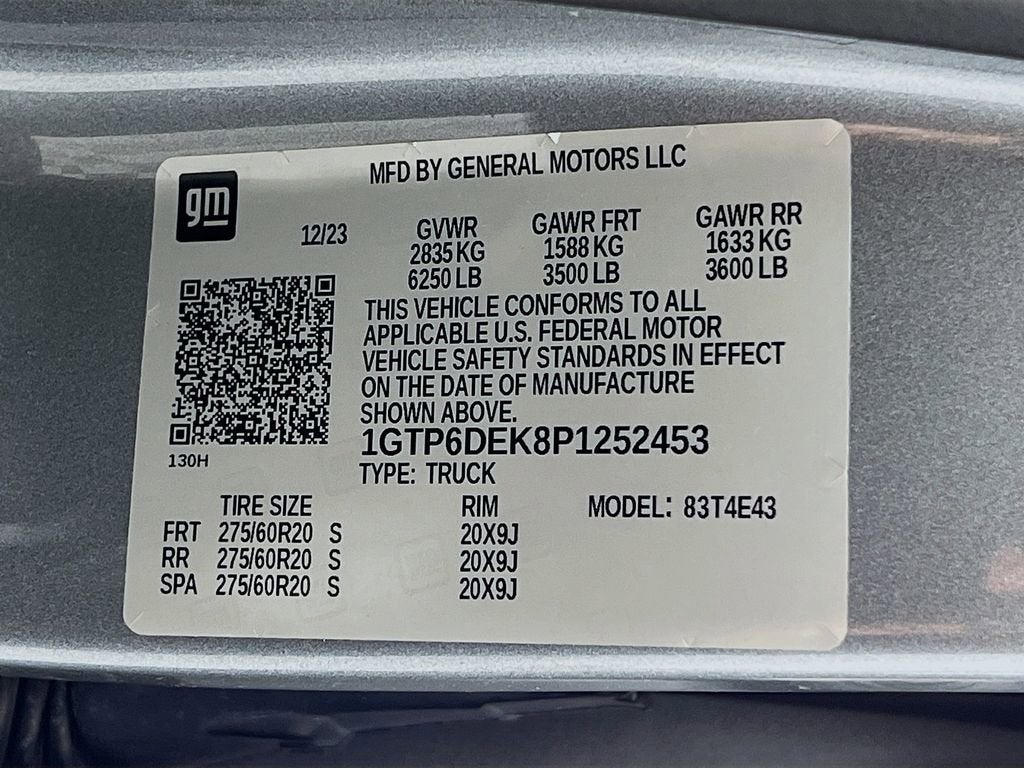 MFD BY GENERAL MOTORS LLC
gm
12/23
GVWR GAWR FRT GAWR RR
2835 KG 1588 KG 1633 KG
6250 LB 3500 LB 3600 LB
THIS VEHICLE CONFORMS TO ALL
APPLICABLE U.S. FEDERAL MOTOR
VEHICLE SAFETY STANDARDS IN EFFECT
ON THE DATE OF MANUFACTURE
SHOWN ABOVE.
1GTP6DEK8P1252453
130H
TYPE: TRUCK
TIRE SIZE RIM MODEL: 83T4E43
FRT 275/60R20 S 20X9J
RR 275/60R20 S 20X9J
SPA 275/60R20 S 20X9J